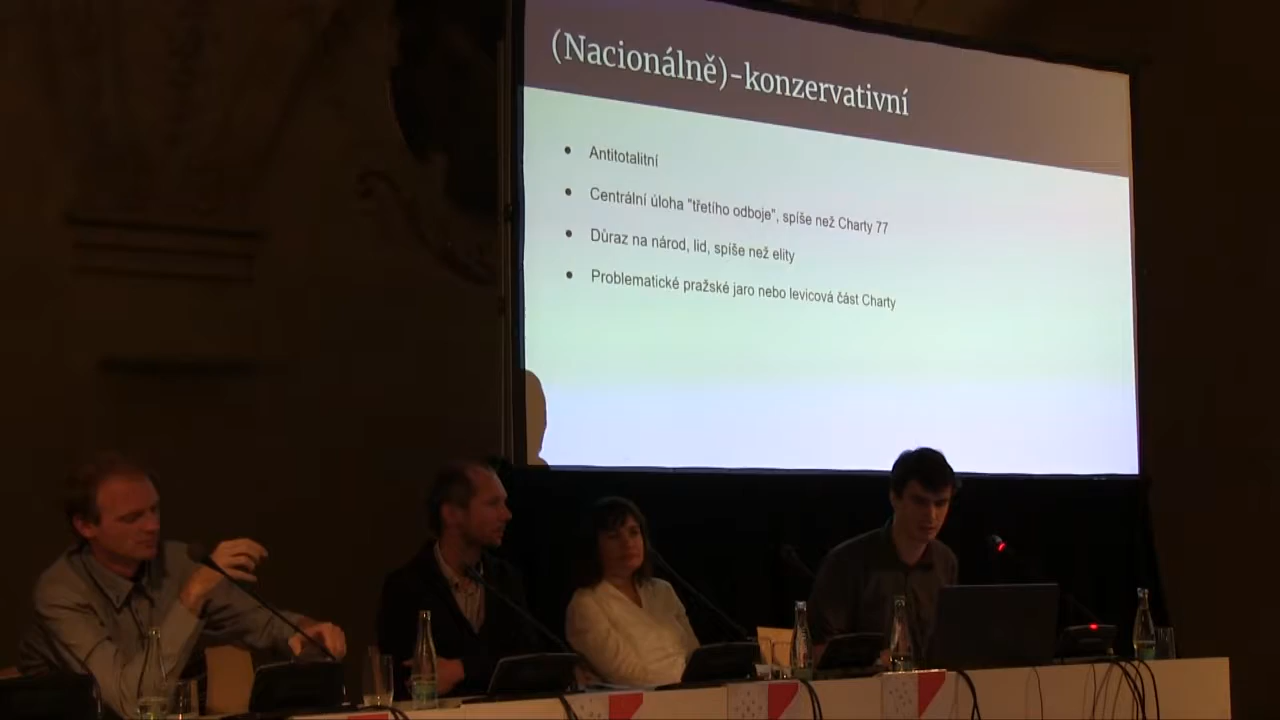 (Nacionálně)-konzervativní
Antitotalitní
Centrální úloha "třetího odboje", spíše než Charty 77
Důraz na národ, lid, spíše než elity
Problematické pražské jaro nebo levicová část Charty